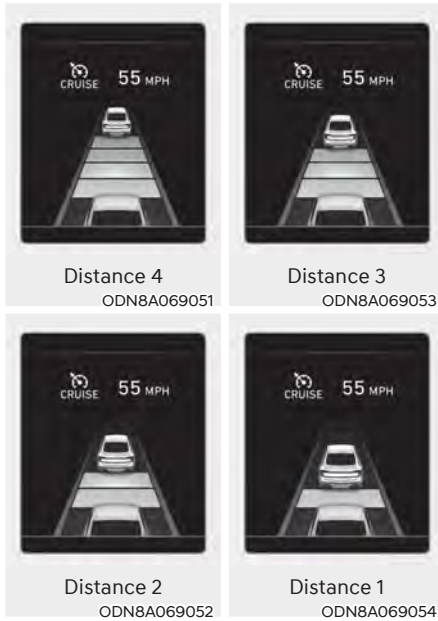 CRUISE 55 MPH
CRUISE 55 MPH
Distance 4
ODN8A069051
Distance 3
ODN8A069053
CRUISE 55 MPH
CRUISE 55 MPH
Distance 2
ODN8A069052
Distance 1
ODN8A069054